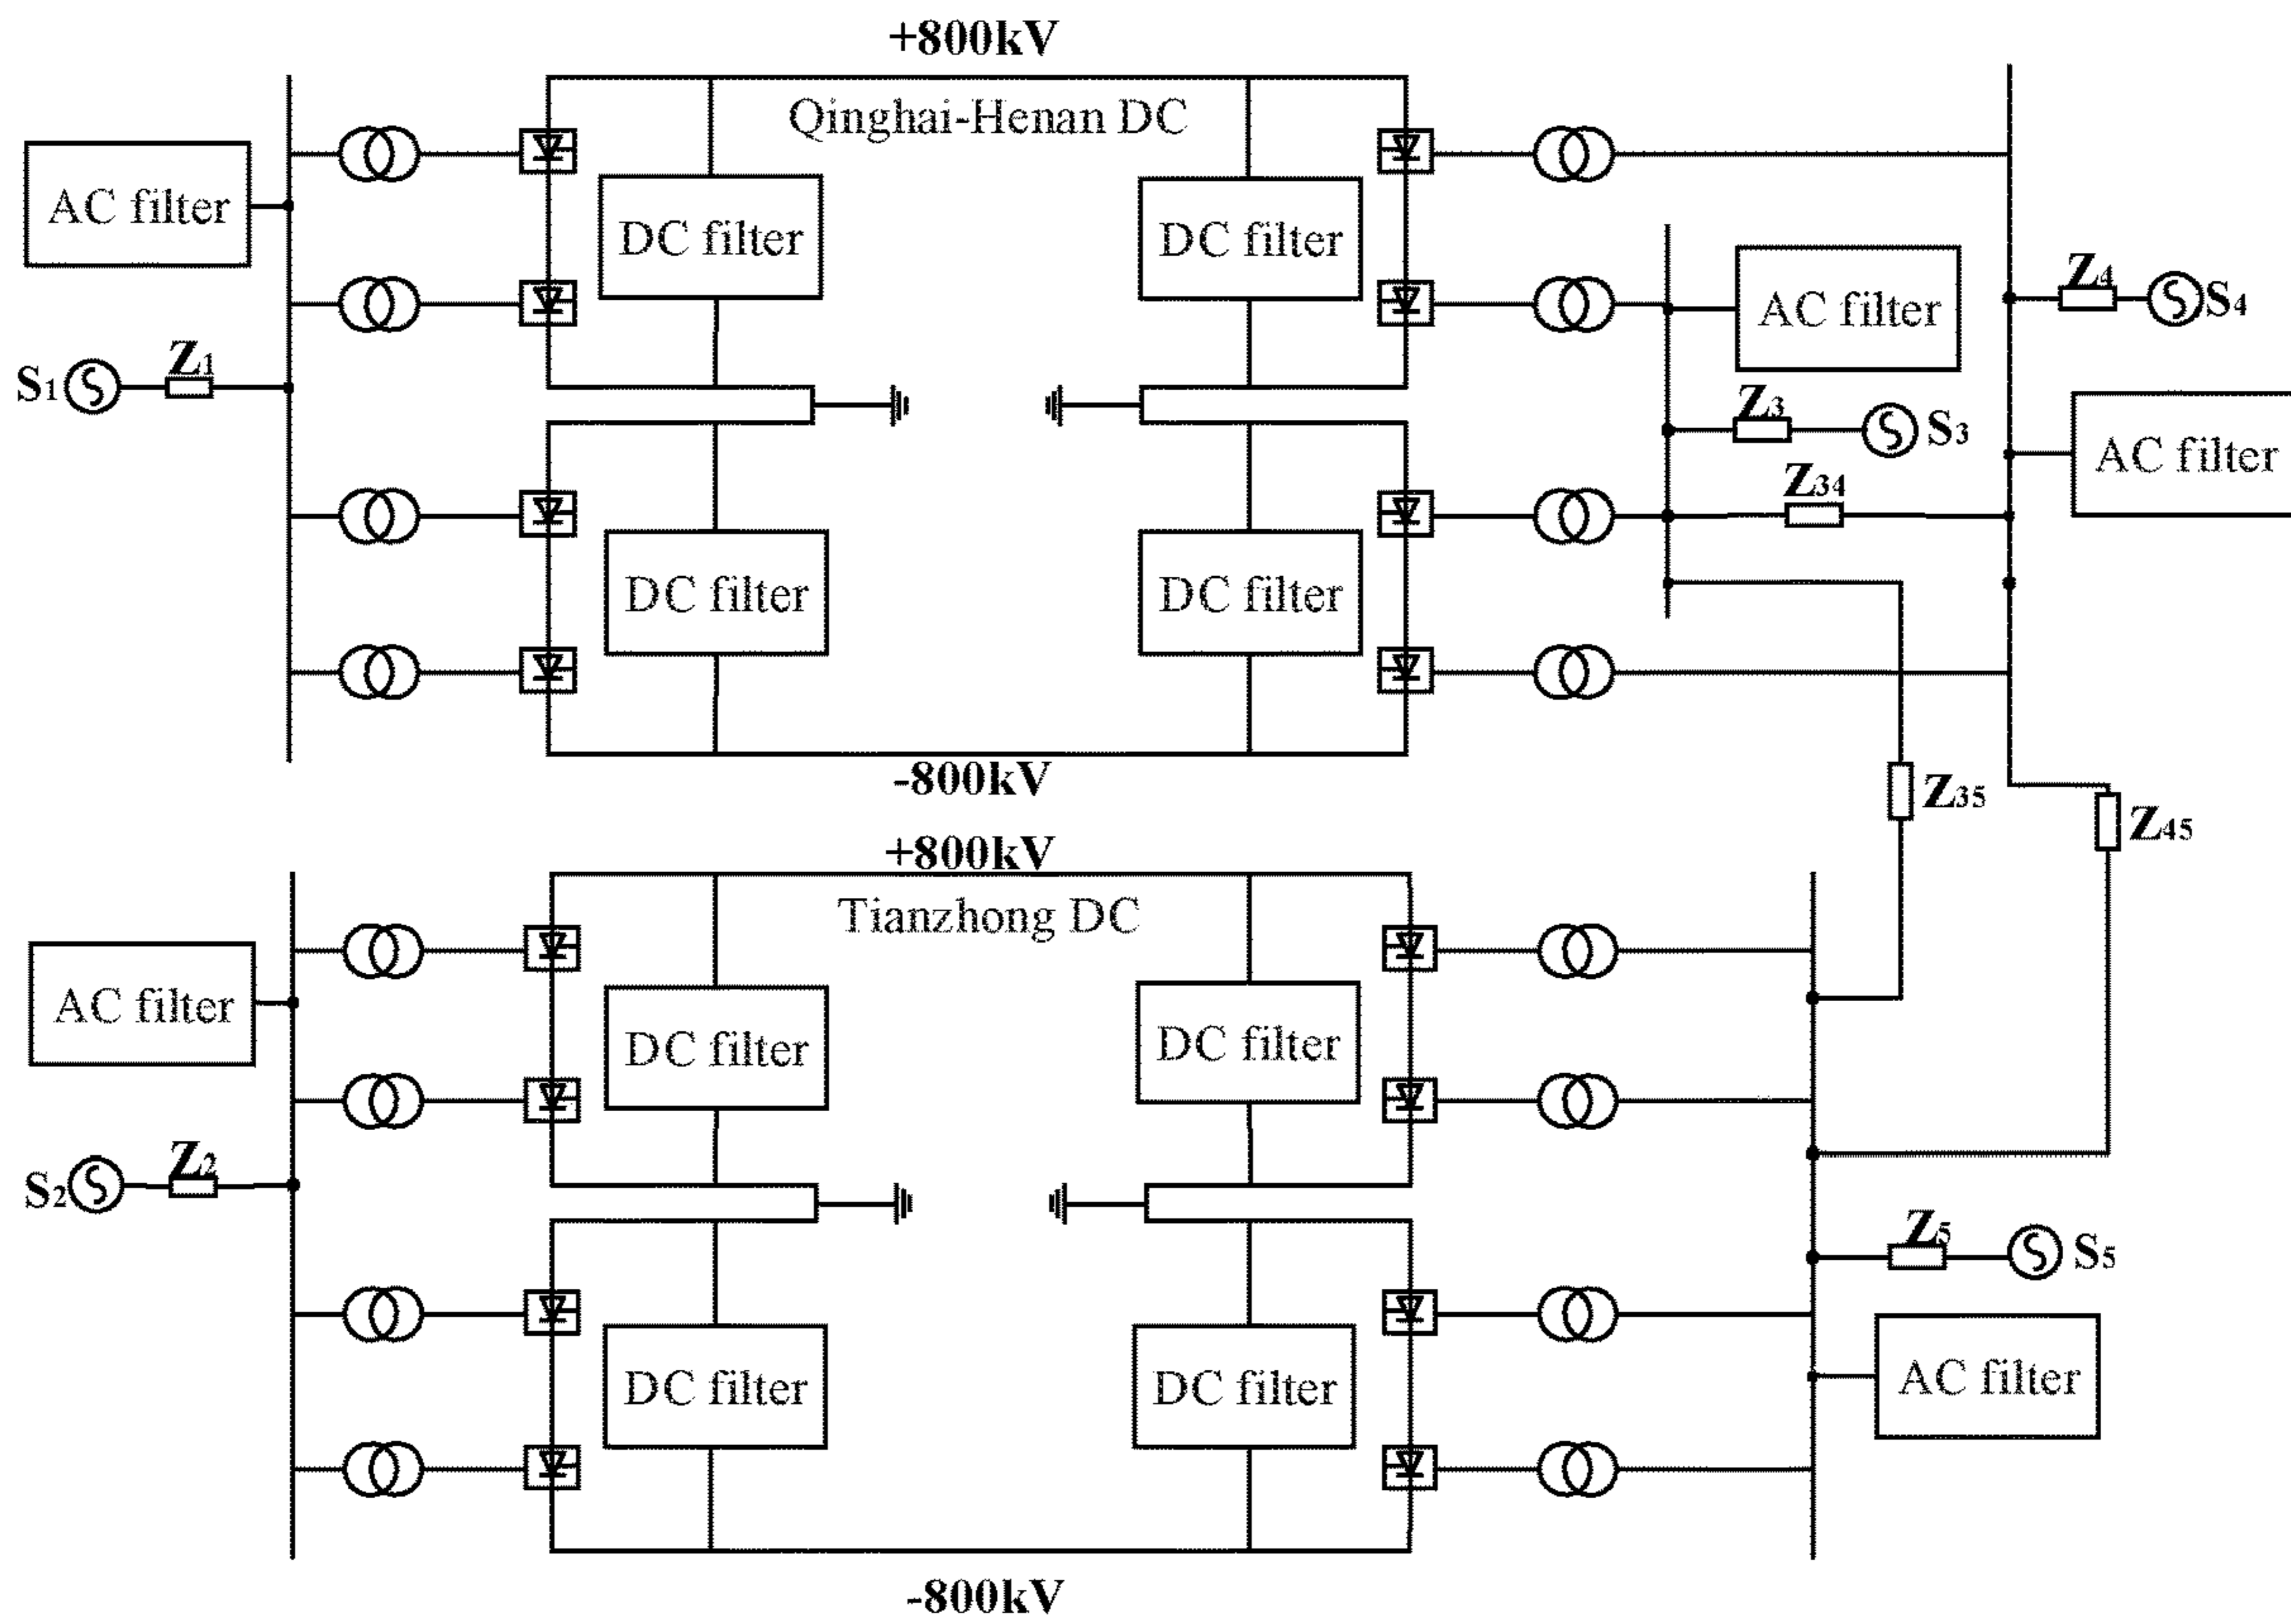 +800kV
Qinghai-Henan DC
AC filter
DC filter
DC filter
Z4
S4
AC filter
Z1
S1
Z3
S3
AC filter
Z34
DC filter
DC filter
-800kV
Z35
Z45
+800kV
Tianzhong DC
AC filter
DC filter
DC filter
Z2
S2
Z5
S5
DC filter
DC filter
AC filter
-800kV